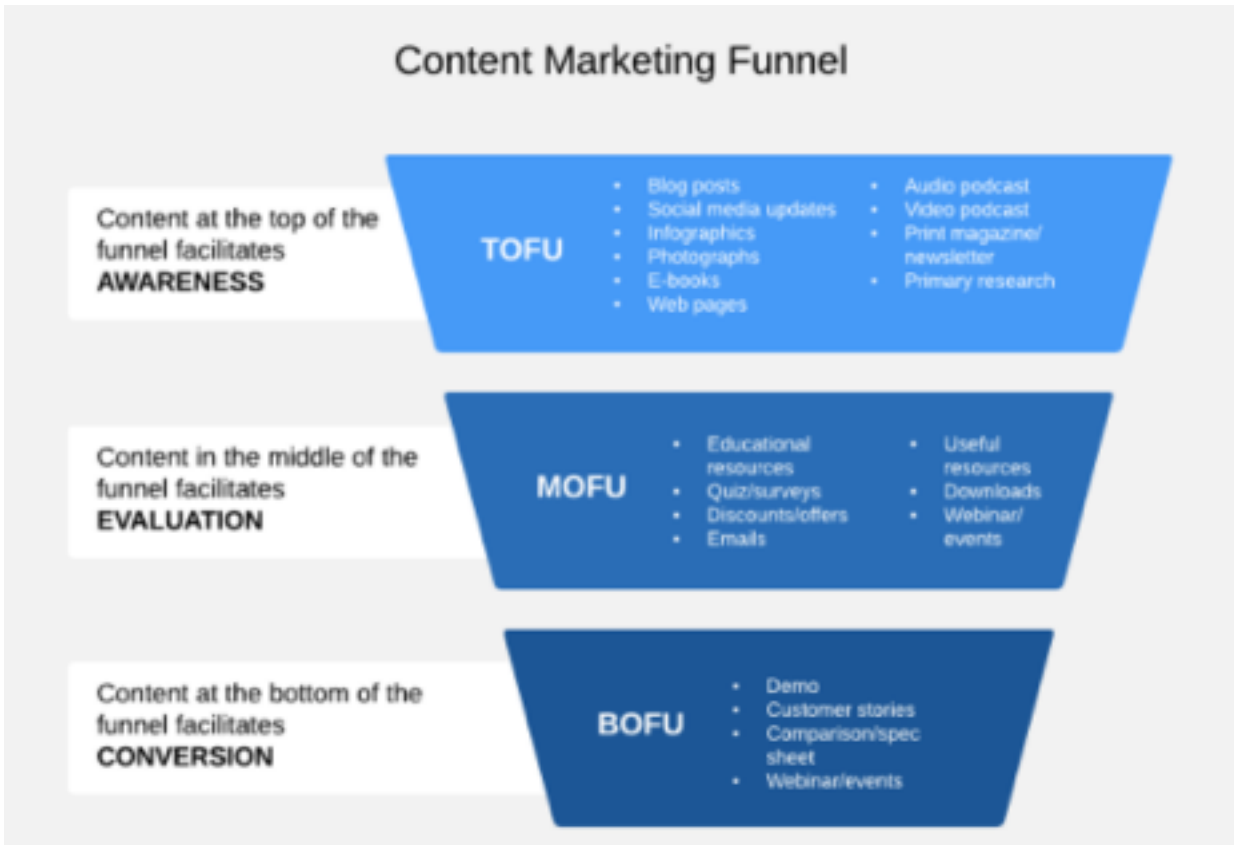 Content Marketing Funnel
Content at the top of the
funnel facilitates
AWARENESS
TOFU
• Blog posts
• Social media updates
• Infographics
• Photographs
• E-books
• Web pages
• Audio podcast
• Video podcast
• Print magazine/
newsletter
• Primary research
Content in the middle of the
funnel facilitates
EVALUATION
MOFU
• Educational
resources
• Quiz/surveys
• Discounts/offers
• Emails
• Useful
resources
• Downloads
• Webinar/
events
Content at the bottom of the
funnel facilitates
CONVERSION
BOFU
• Demo
• Customer stories
• Comparison/spec
sheet
• Webinar/events